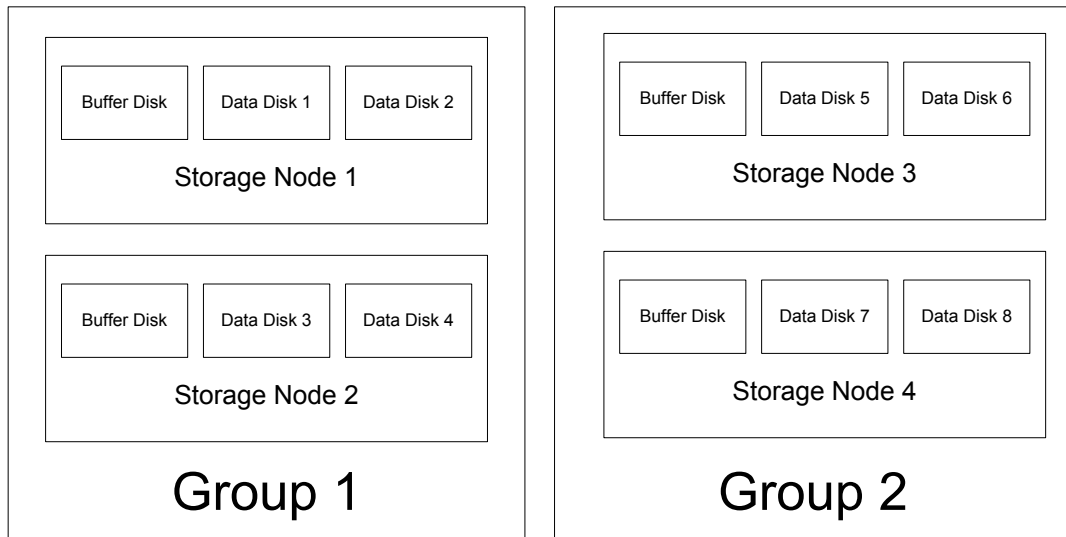 Buffer Disk
Data Disk 1
Data Disk 2
Storage Node 1
Buffer Disk
Data Disk 3
Data Disk 4
Storage Node 2
Group 1
Buffer Disk
Data Disk 5
Data Disk 6
Storage Node 3
Buffer Disk
Data Disk 7
Data Disk 8
Storage Node 4
Group 2